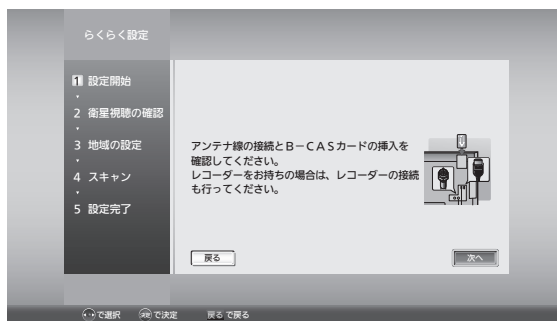 らくらく設定
1 設定開始
2 衛星視聴の確認
3 地域の設定
4 スキャン
5 設定完了
アンテナ線の接続とB－CASカードの挿入を
確認してください。
レコーダーをお持ちの場合は、レコーダーの接続
も行ってください。
戻る 次へ
で選択 決定 で決定 戻る で戻る